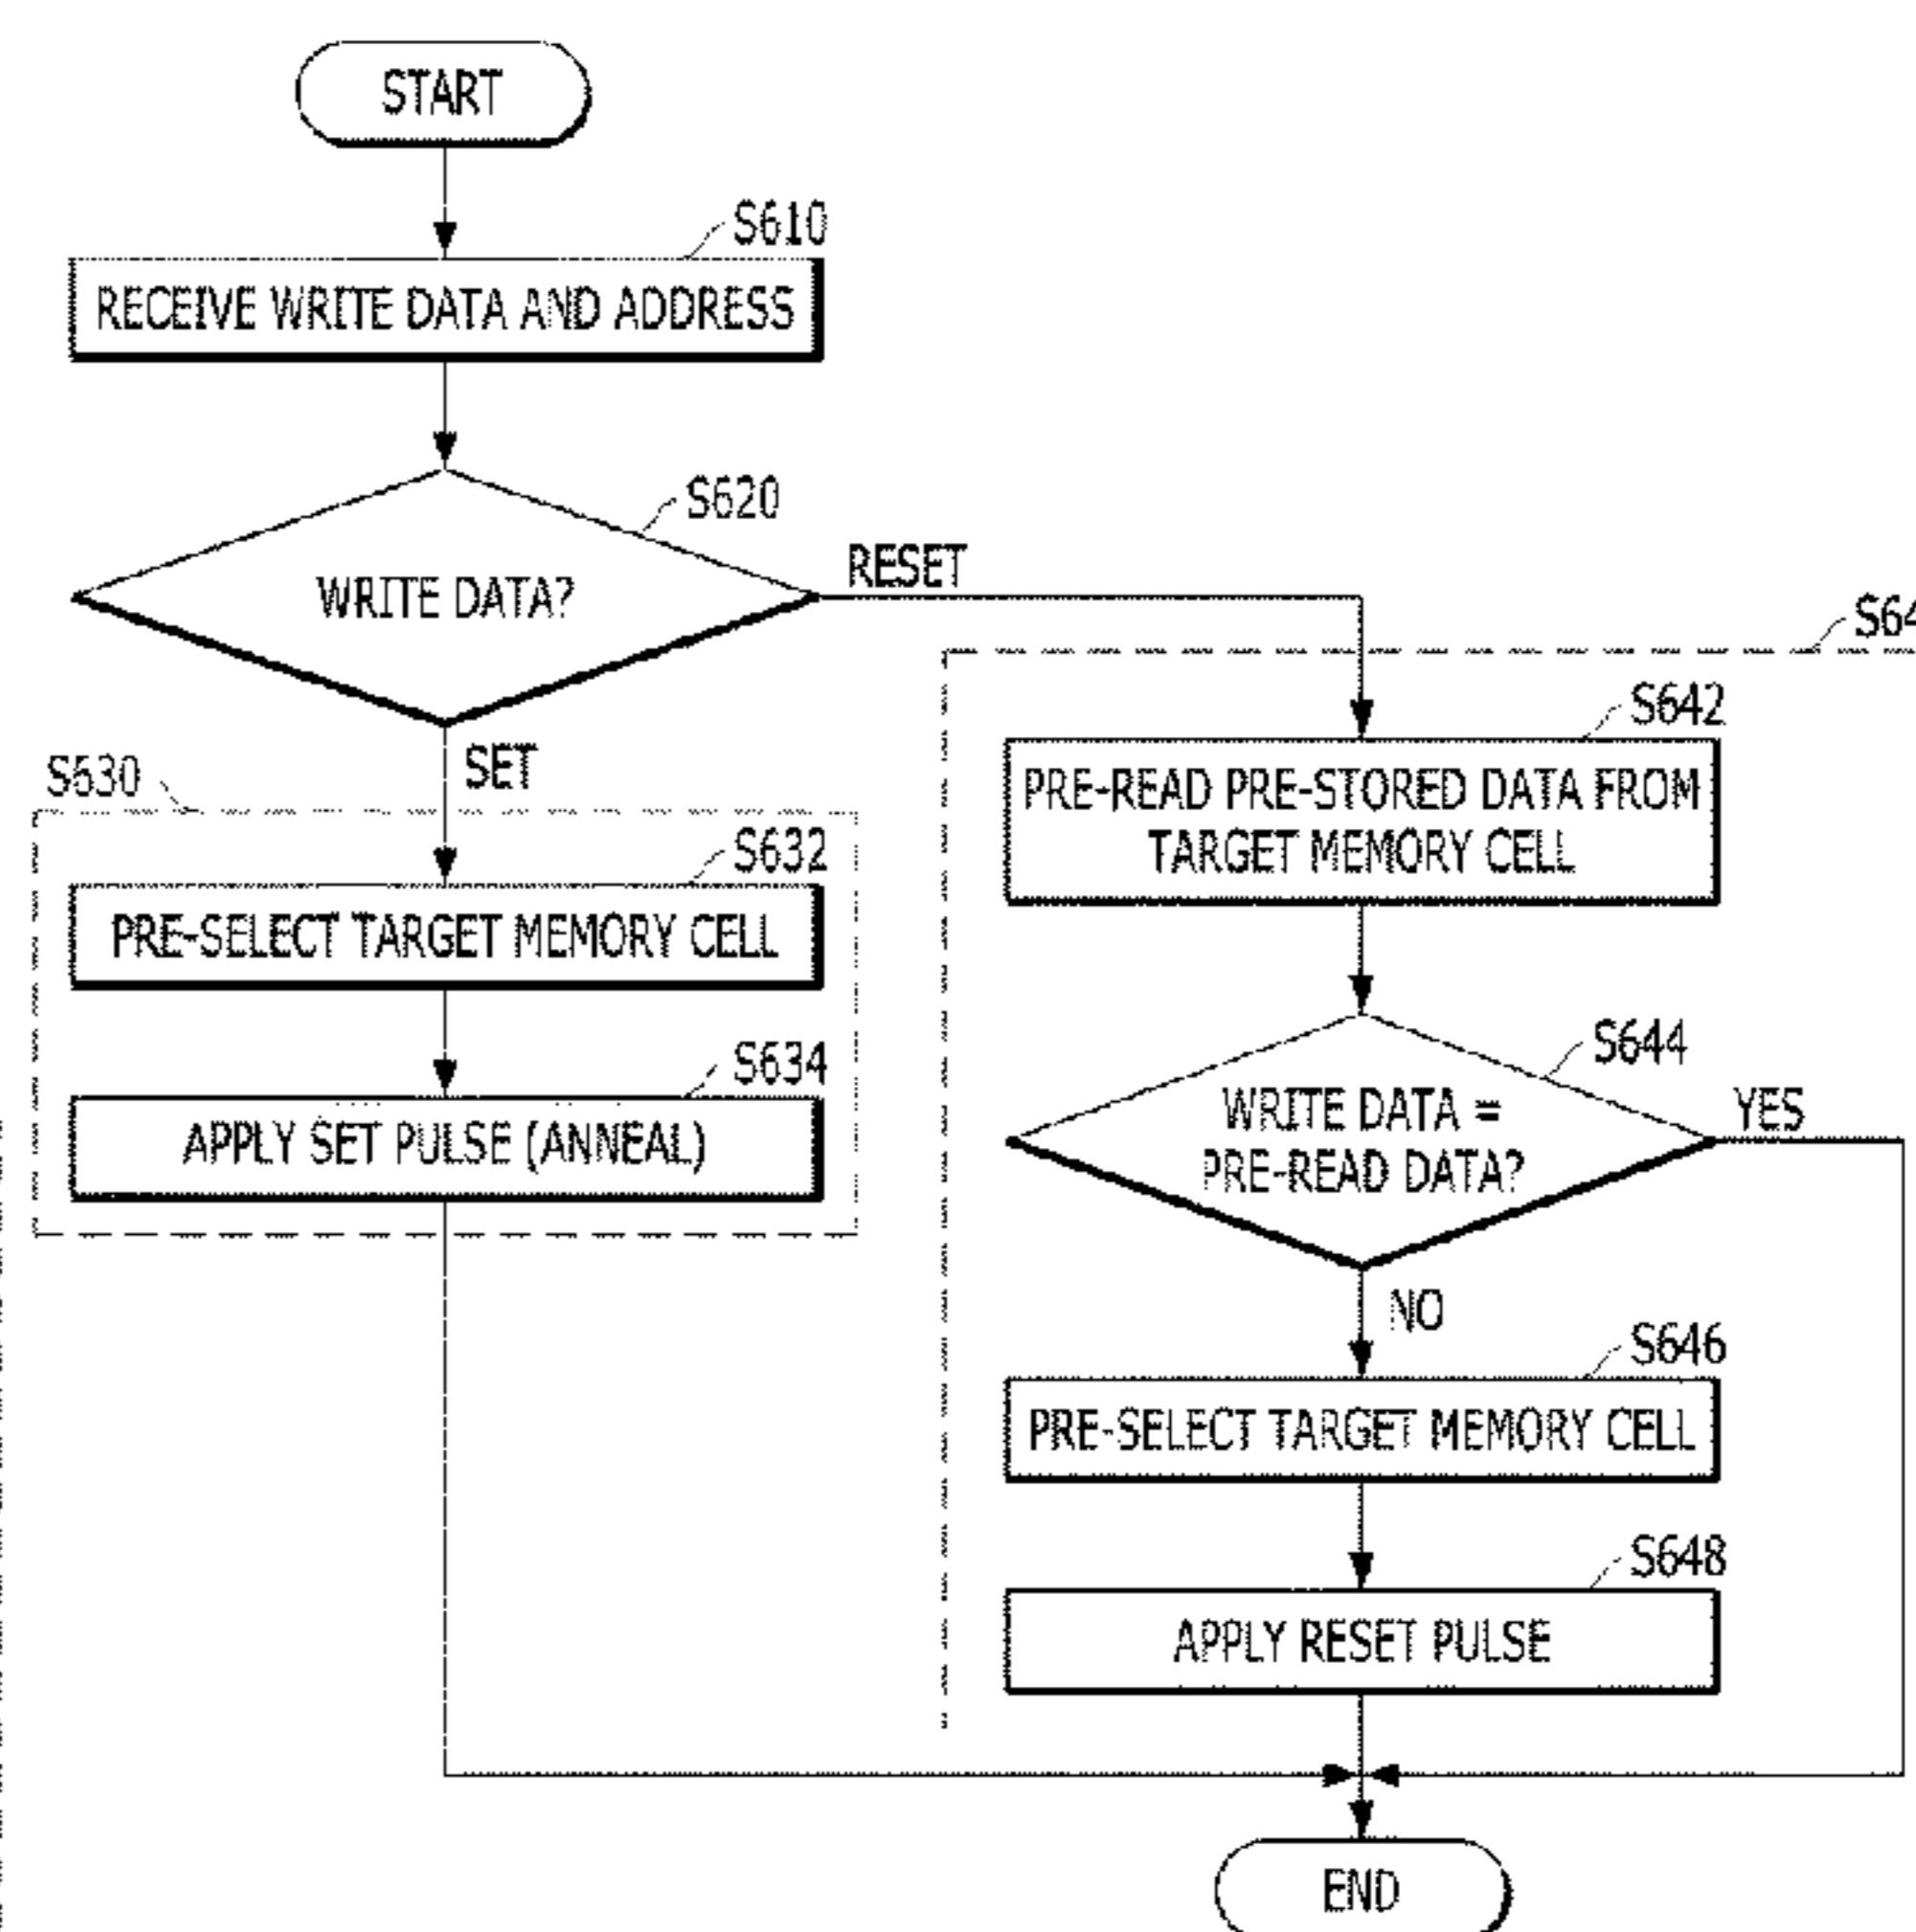 START
S610
RECEIVE WRITE DATA AND ADDRESS
S620
WRITE DATA?
RESET
SET
S630
S632
PRE-SELECT TARGET MEMORY CELL
S634
APPLY SET PULSE (ANNEAL)
S64
S642
PRE-READ PRE-STORED DATA FROM
TARGET MEMORY CELL
S644
WRITE DATA =
PRE-READ DATA?
YES
NO
S646
PRE-SELECT TARGET MEMORY CELL
S648
APPLY RESET PULSE
END